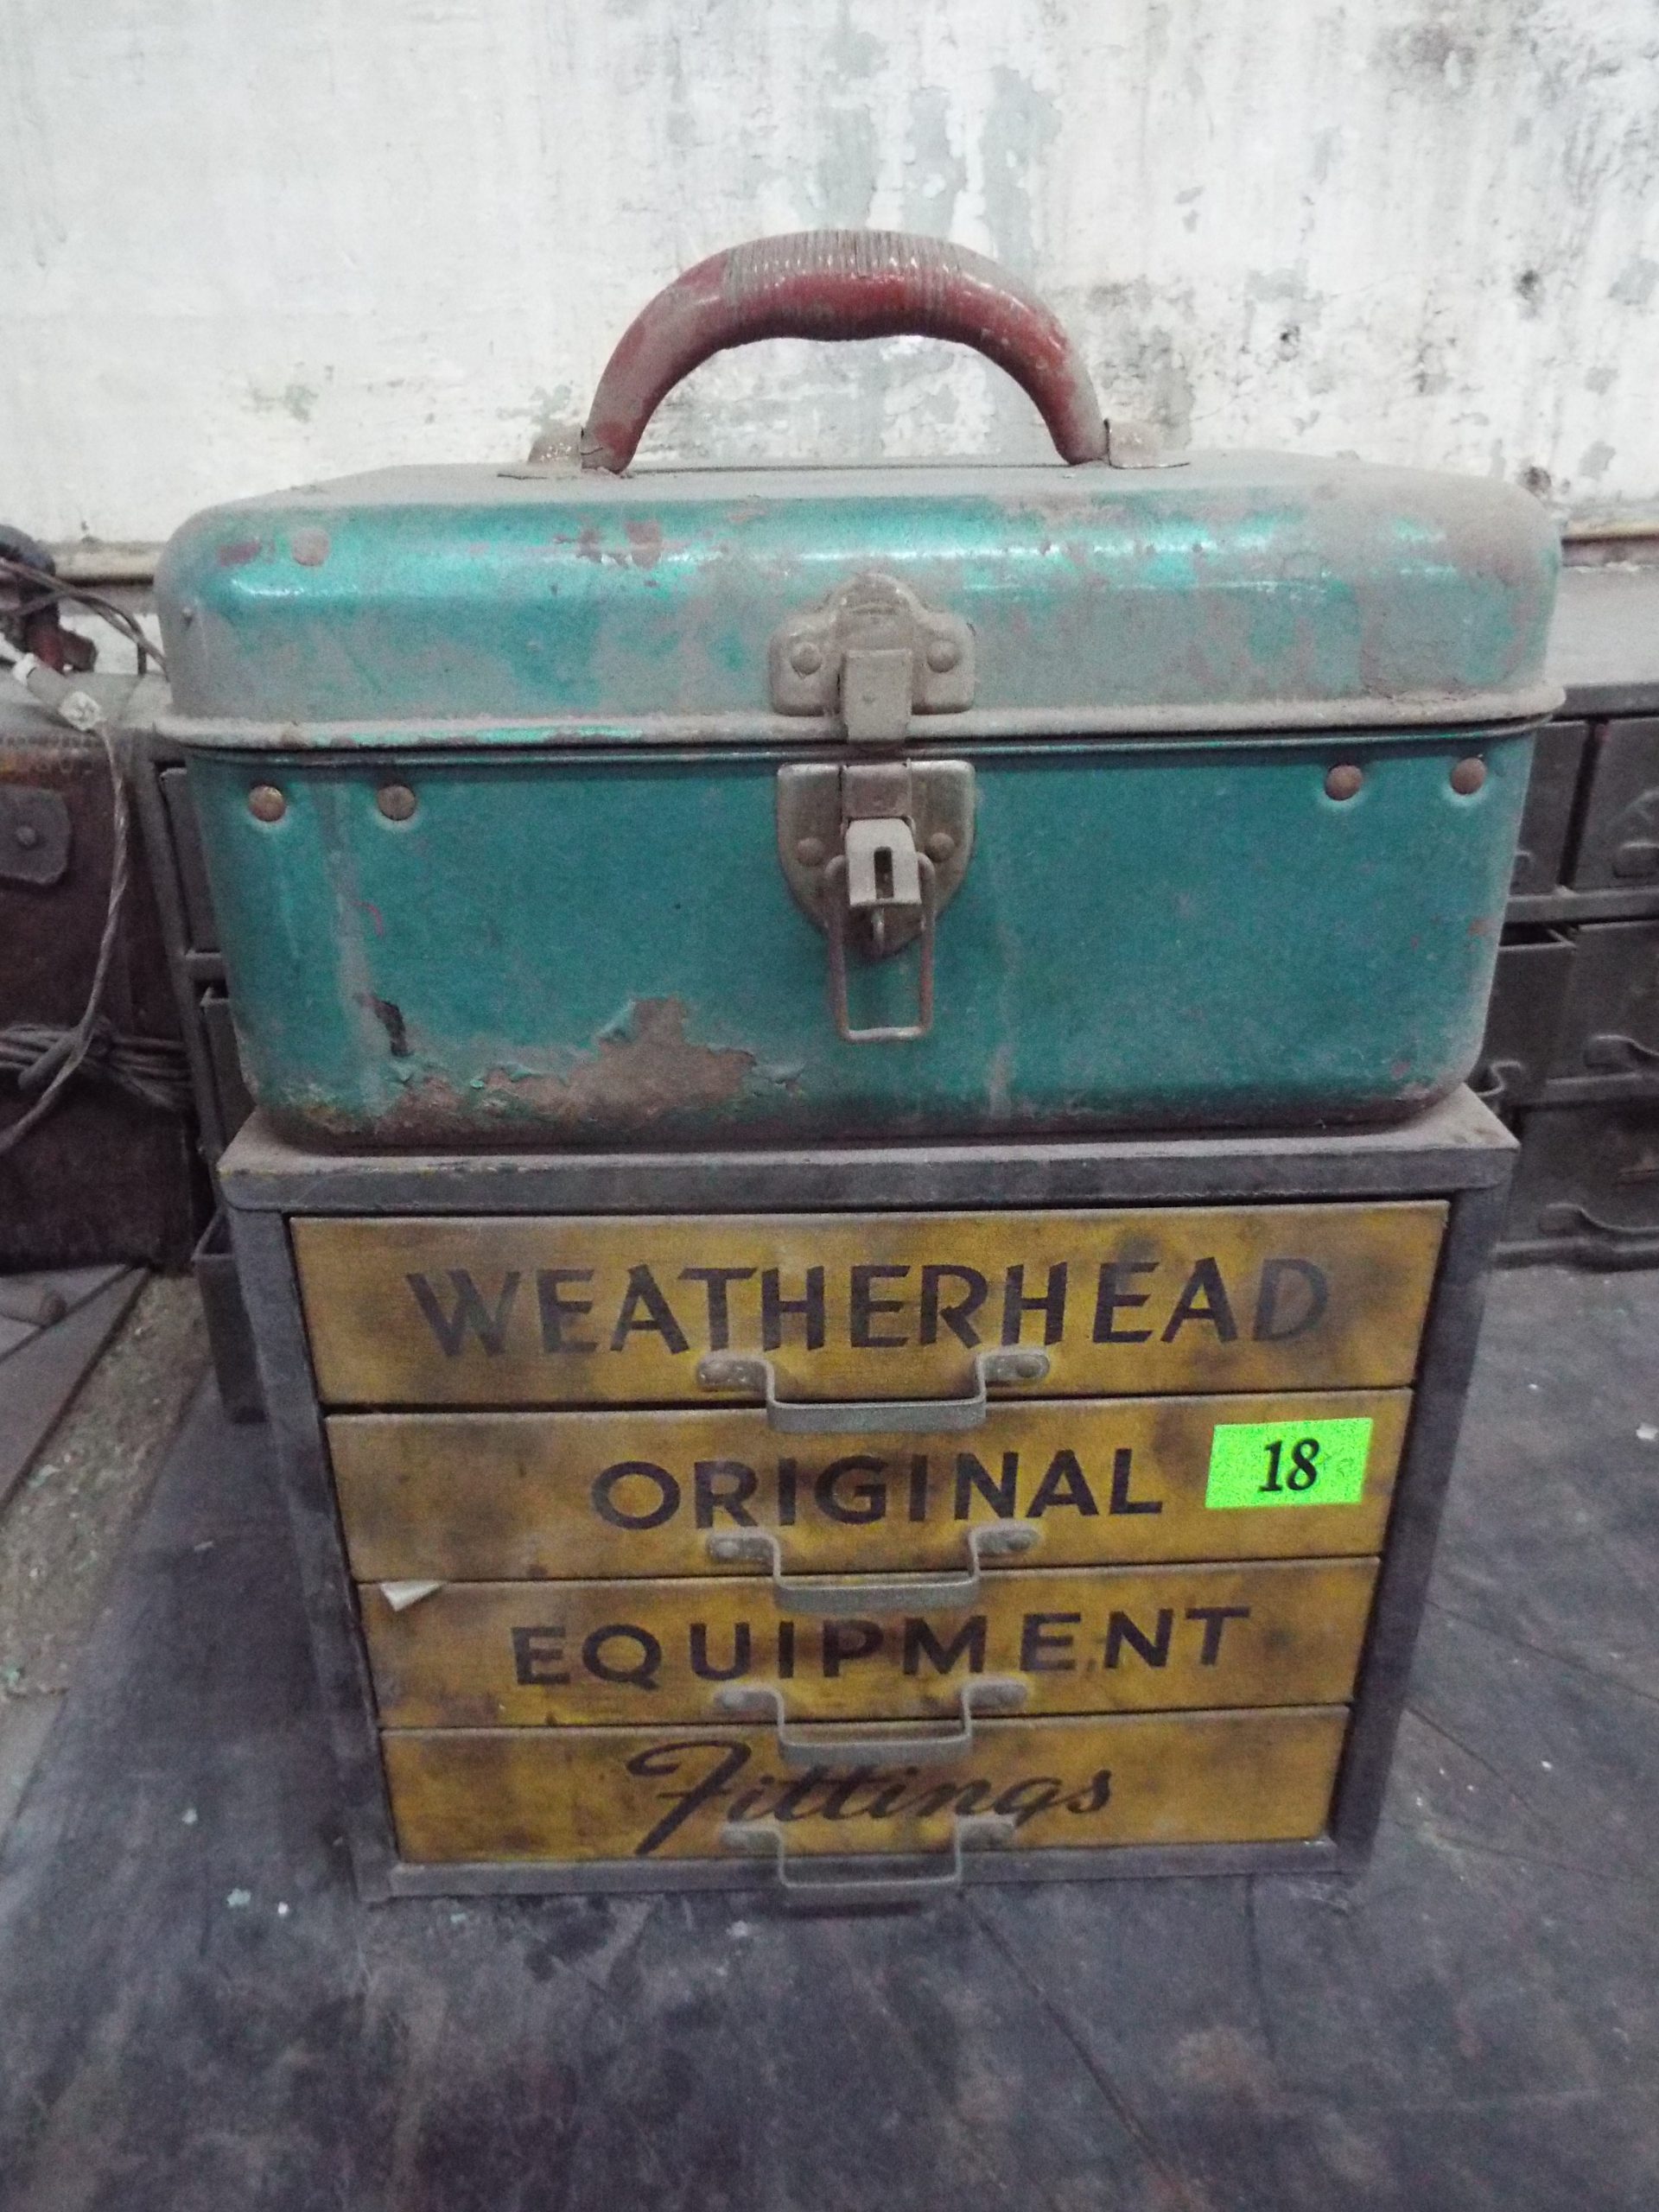 WEATHERHEAD
ORIGINAL
18
EQUIPMENT
Fittings